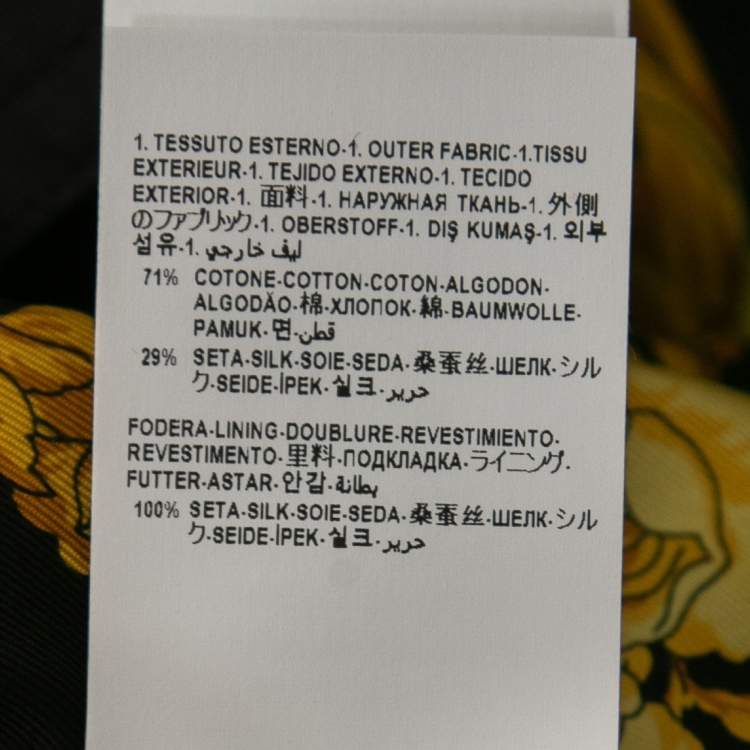 1. TESSUTO ESTERNO-1. OUTER FABRIC-1.TISSU
EXTERIEUR-1. TEJIDO EXTERNO-1. TECIDO
EXTERIOR-1. 面料-1. НАРУЖНАЯ ТКАНЬ-1. 外側
のファブリック-1. OBERSTOFF-1. DIŞ KUMAŞ-1. 외부
섬유-1. ليف خارجي
71% COTONE-COTTON-COTON-ALGODON-
ALGODÃO-棉-ХЛОПОК-綿-BAUMWOLLE-
PAMUK-면-قطن
29% SETA-SILK-SOIE-SEDA-桑蚕丝-ШЕЛК-シル
ク-SEIDE-İPEK-실크-حرير
FODERA-LINING-DOUBLURE-REVESTIMIENTO-
REVESTIMENTO-里料-ПОДКЛАДКА-ライニング-
FUTTER-ASTAR-안감-بطانة
100% SETA-SILK-SOIE-SEDA-桑蚕丝-ШЕЛК-シル
ク-SEIDE-İPEK-실크-حرير